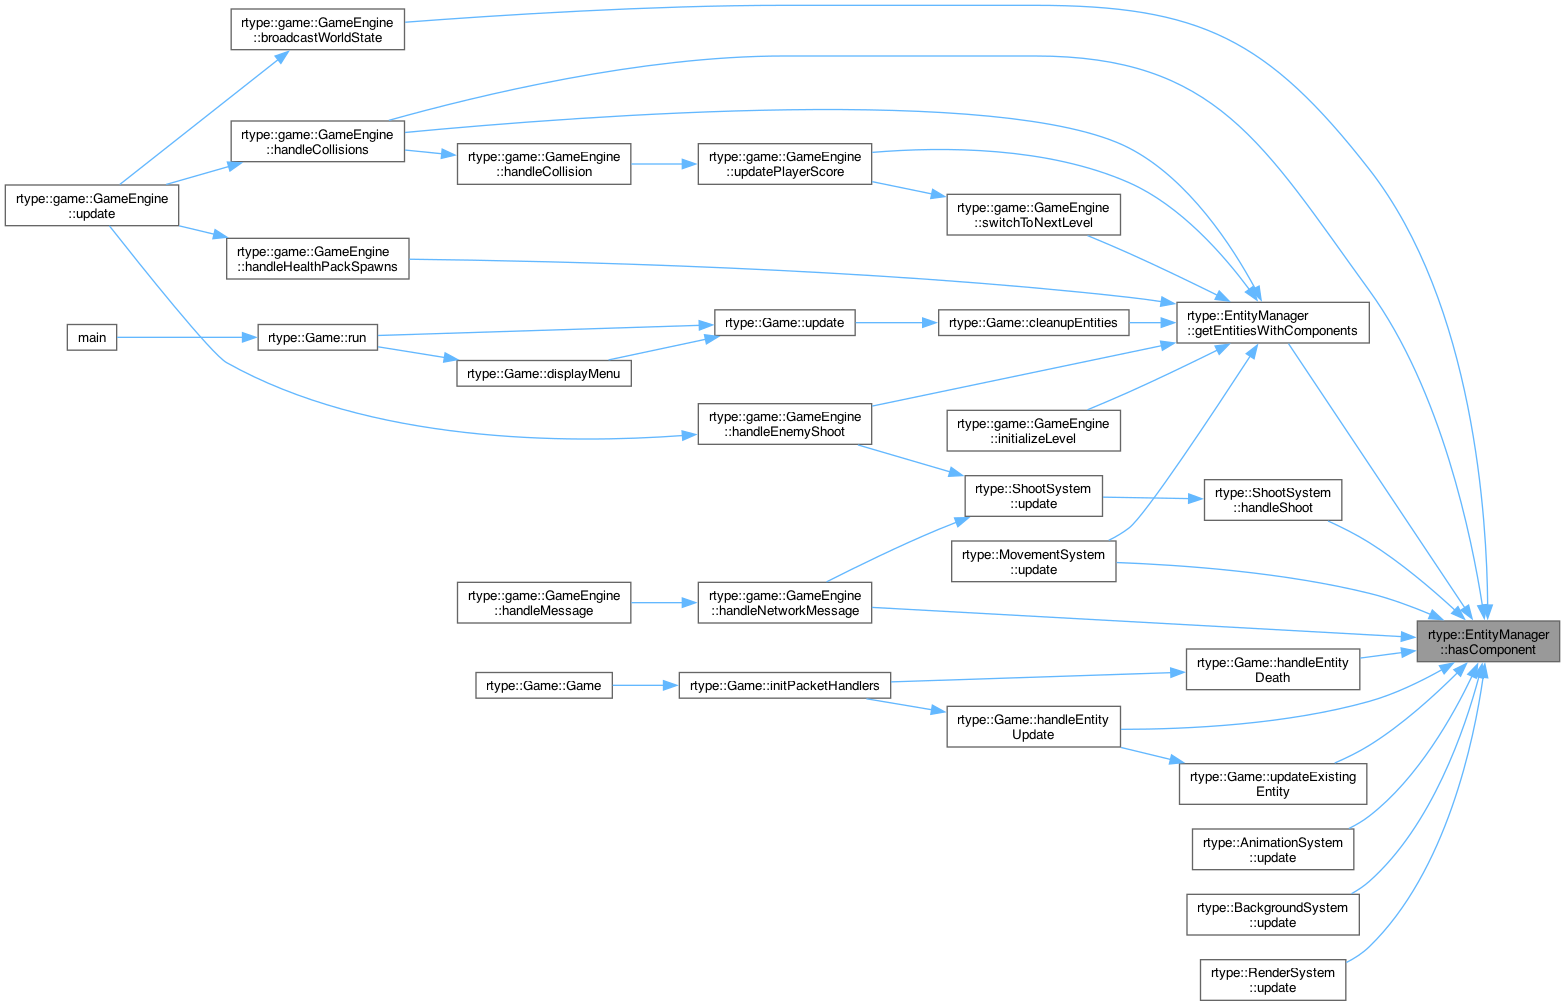 rtype::game::GameEngine
::broadcastWorldState
rtype::game::GameEngine
::handleCollisions
rtype::game::GameEngine
::handleCollision
rtype::game::GameEngine
::updatePlayerScore
rtype::game::GameEngine
::update
rtype::game::GameEngine
::switchToNextLevel
rtype::game::GameEngine
::handleHealthPackSpawns
main
rtype::Game::run
rtype::Game::update
rtype::Game::cleanupEntities
rtype::EntityManager
::getEntitiesWithComponents
rtype::Game::displayMenu
rtype::game::GameEngine
::handleEnemyShoot
rtype::game::GameEngine
::initializeLevel
rtype::ShootSystem
::update
rtype::ShootSystem
::handleShoot
rtype::MovementSystem
::update
rtype::game::GameEngine
::handleMessage
rtype::game::GameEngine
::handleNetworkMessage
rtype::EntityManager
::hasComponent
rtype::Game::Game
rtype::Game::initPacketHandlers
rtype::Game::handleEntity
Death
rtype::Game::handleEntity
Update
rtype::Game::updateExisting
Entity
rtype::AnimationSystem
::update
rtype::BackgroundSystem
::update
rtype::RenderSystem
::update